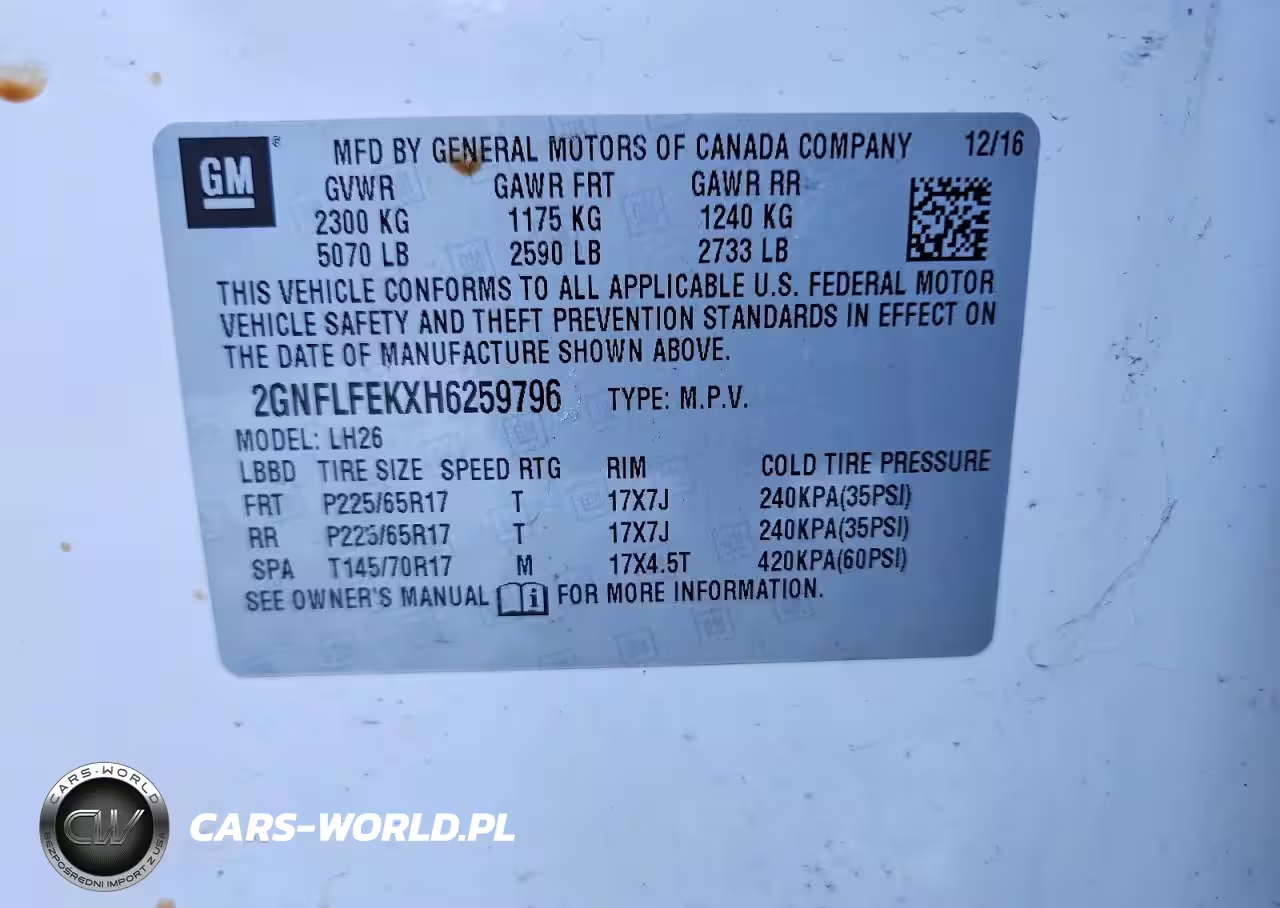 GM
MFD BY GENERAL MOTORS OF CANADA COMPANY 12/16
GVWR GAWR FRT GAWR RR
2300 KG 1175 KG 1240 KG
5070 LB 2590 LB 2733 LB
THIS VEHICLE CONFORMS TO ALL APPLICABLE U.S. FEDERAL MOTOR
VEHICLE SAFETY AND THEFT PREVENTION STANDARDS IN EFFECT ON
THE DATE OF MANUFACTURE SHOWN ABOVE.
2GNFLFEKXH6259796 TYPE: M.P.V.
MODEL: LH26
LBBD TIRE SIZE SPEED RTG RIM COLD TIRE PRESSURE
FRT P225/65R17 T 17X7J 240KPA(35PSI)
RR P225/65R17 T 17X7J 240KPA(35PSI)
SPA T145/70R17 M 17X4.5T 420KPA(60PSI)
SEE OWNER'S MANUAL FOR MORE INFORMATION.
CARS-WORLD
CW
BEZPOŚREDNI IMPORT Z USA
CARS-WORLD.PL